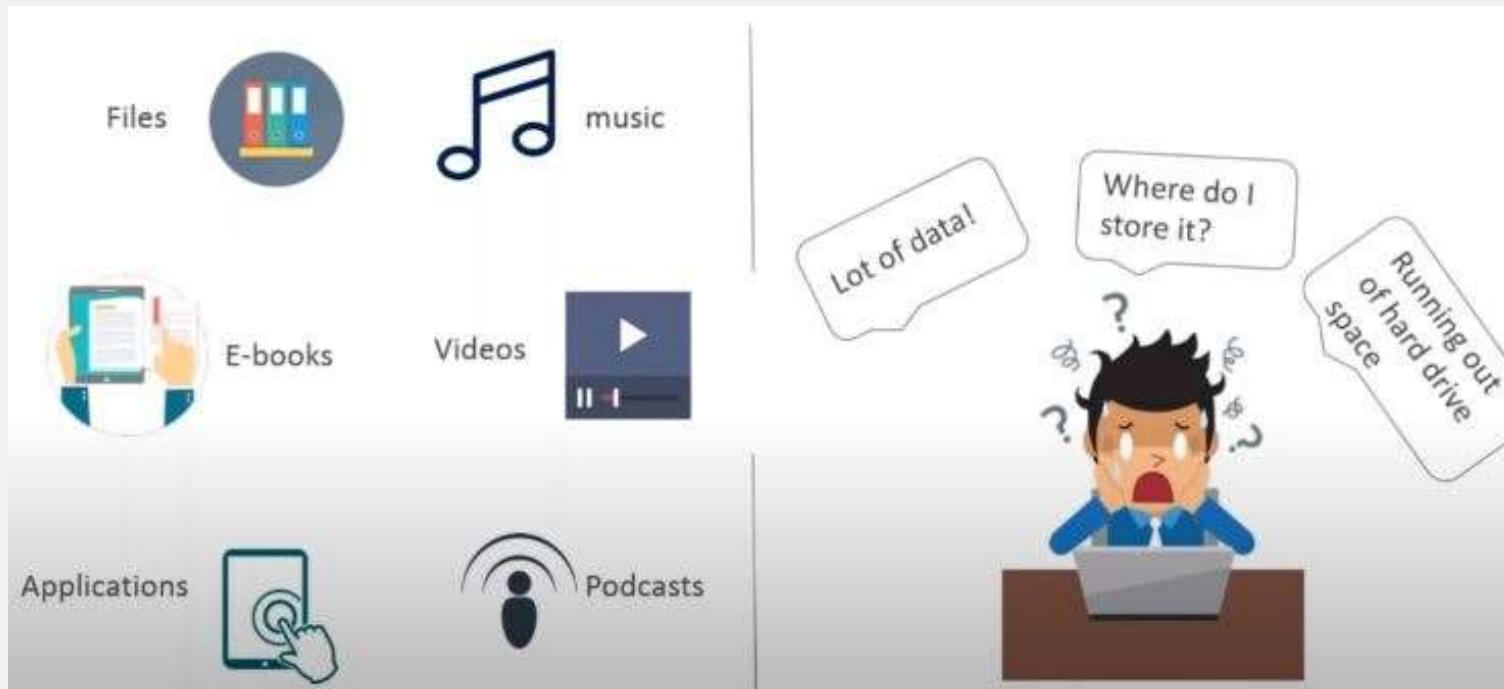 Files
music
E-books
Videos
Applications
Podcasts
Lot of data!
Where do I
store it?
Running out
of hard drive
space